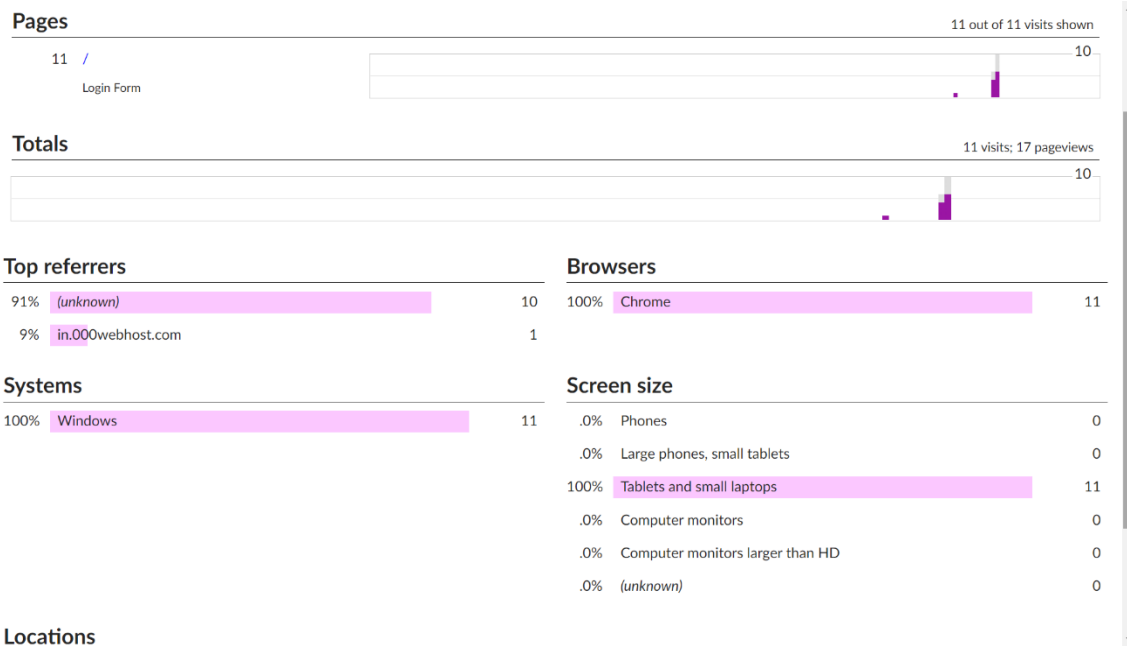 Pages
11 out of 11 visits shown
11 /
10
Login Form
Totals
11 visits; 17 pageviews
10
Top referrers
91% (unknown) 10
9% in.000webhost.com 1
Browsers
100% Chrome 11
Systems
100% Windows 11
Screen size
.0% Phones 0
.0% Large phones, small tablets 0
100% Tablets and small laptops 11
.0% Computer monitors 0
.0% Computer monitors larger than HD 0
.0% (unknown) 0
Locations